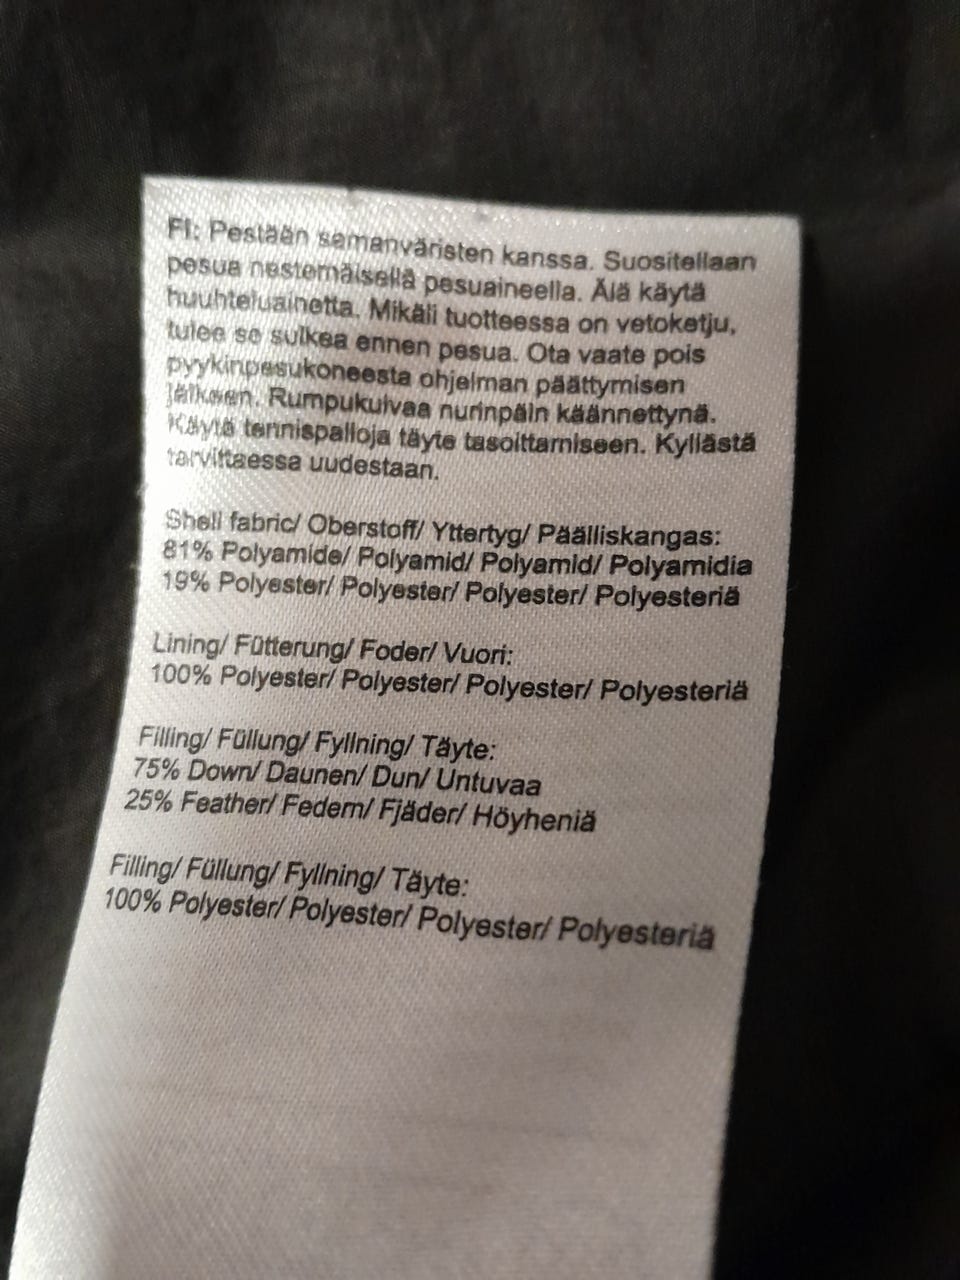 FI: Pestään samanväristen kanssa. Suositellaan
pesua nestemäisellä pesuaineella. Älä käytä
huuhteluainetta. Mikäli tuotteessa on vetoketju,
tulee se sulkea ennen pesua. Ota vaate pois
pyykinpesukoneesta ohjelman päättymisen
jälkeen. Rumpukuivaa nurinpäin käännettynä.
Käytä tennispalloja täyte tasoittamiseen. Kyllästä
tarvittaessa uudestaan.
Shell fabric/ Oberstoff/ Yttertyg/ Päälliskangas:
81% Polyamide/ Polyamid/ Polyamid/ Polyamidia
19% Polyester/ Polyester/ Polyester/ Polyesteriä
Lining/ Fütterung/ Foder/ Vuori:
100% Polyester/ Polyester/ Polyester/ Polyesteriä
Filling/ Füllung/ Fyllning/ Täyte:
75% Down/ Daunen/ Dun/ Untuvaa
25% Feather/ Federn/ Fjäder/ Höyheniä
Filling/ Füllung/ Fyllning/ Täyte:
100% Polyester/ Polyester/ Polyester/ Polyesteriä